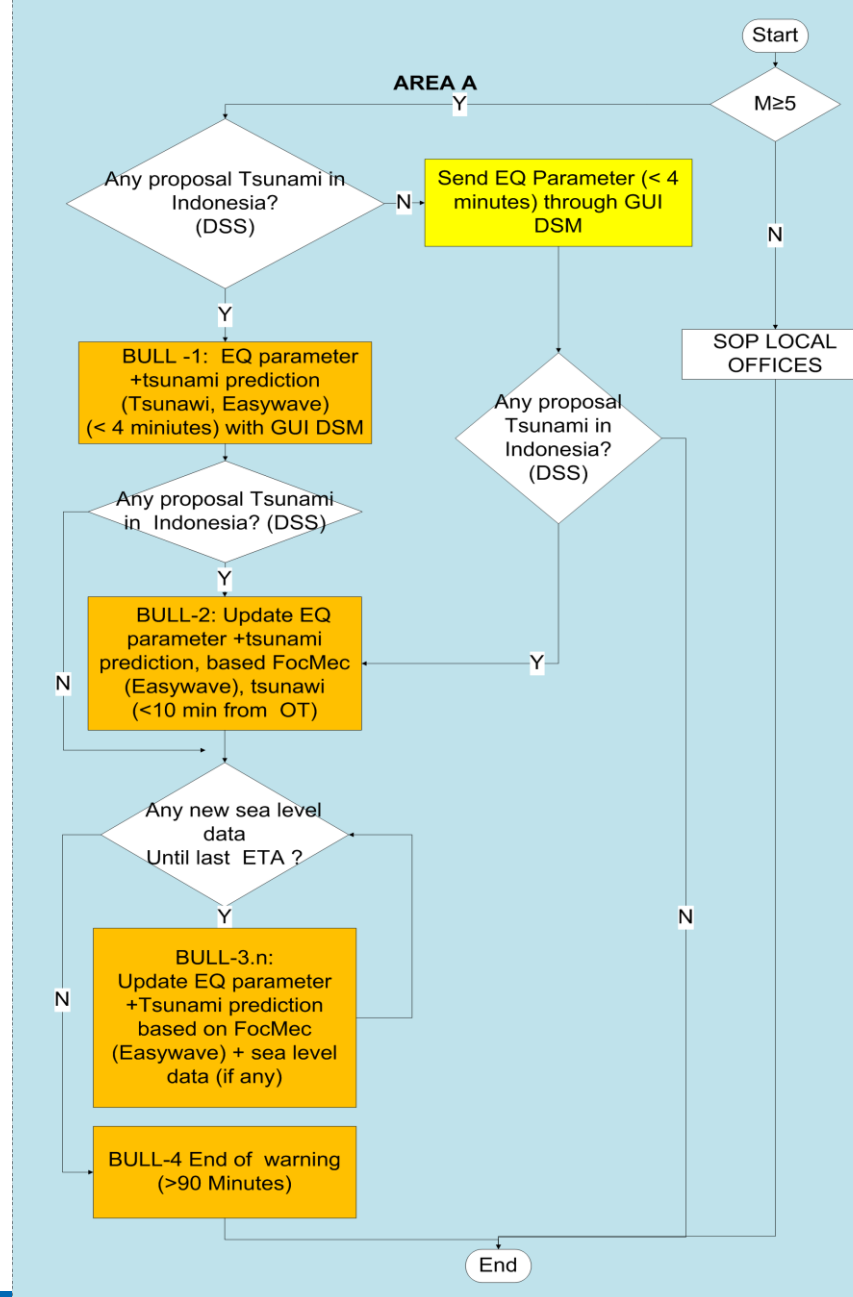 Start
AREA A
Y
M≥5
Any proposal Tsunami in
Indonesia?
(DSS)
N
Send EQ Parameter (< 4
minutes) through GUI
DSM
N
Y
BULL -1:  EQ parameter
+tsunami prediction
(Tsunawi, Easywave)
(< 4 miniutes) with GUI DSM
SOP LOCAL
OFFICES
Any proposal
Tsunami in
Indonesia?
(DSS)
Any proposal Tsunami
in  Indonesia? (DSS)
Y
BULL-2: Update EQ
parameter +tsunami
prediction, based FocMec
(Easywave), tsunawi
(<10 min from  OT)
Y
N
Any new sea level
data
Until last  ETA ?
Y
N
BULL-3.n:
Update EQ parameter
+Tsunami prediction
based on FocMec
(Easywave) + sea level
data (if any)
N
BULL-4 End of  warning
(>90 Minutes)
End